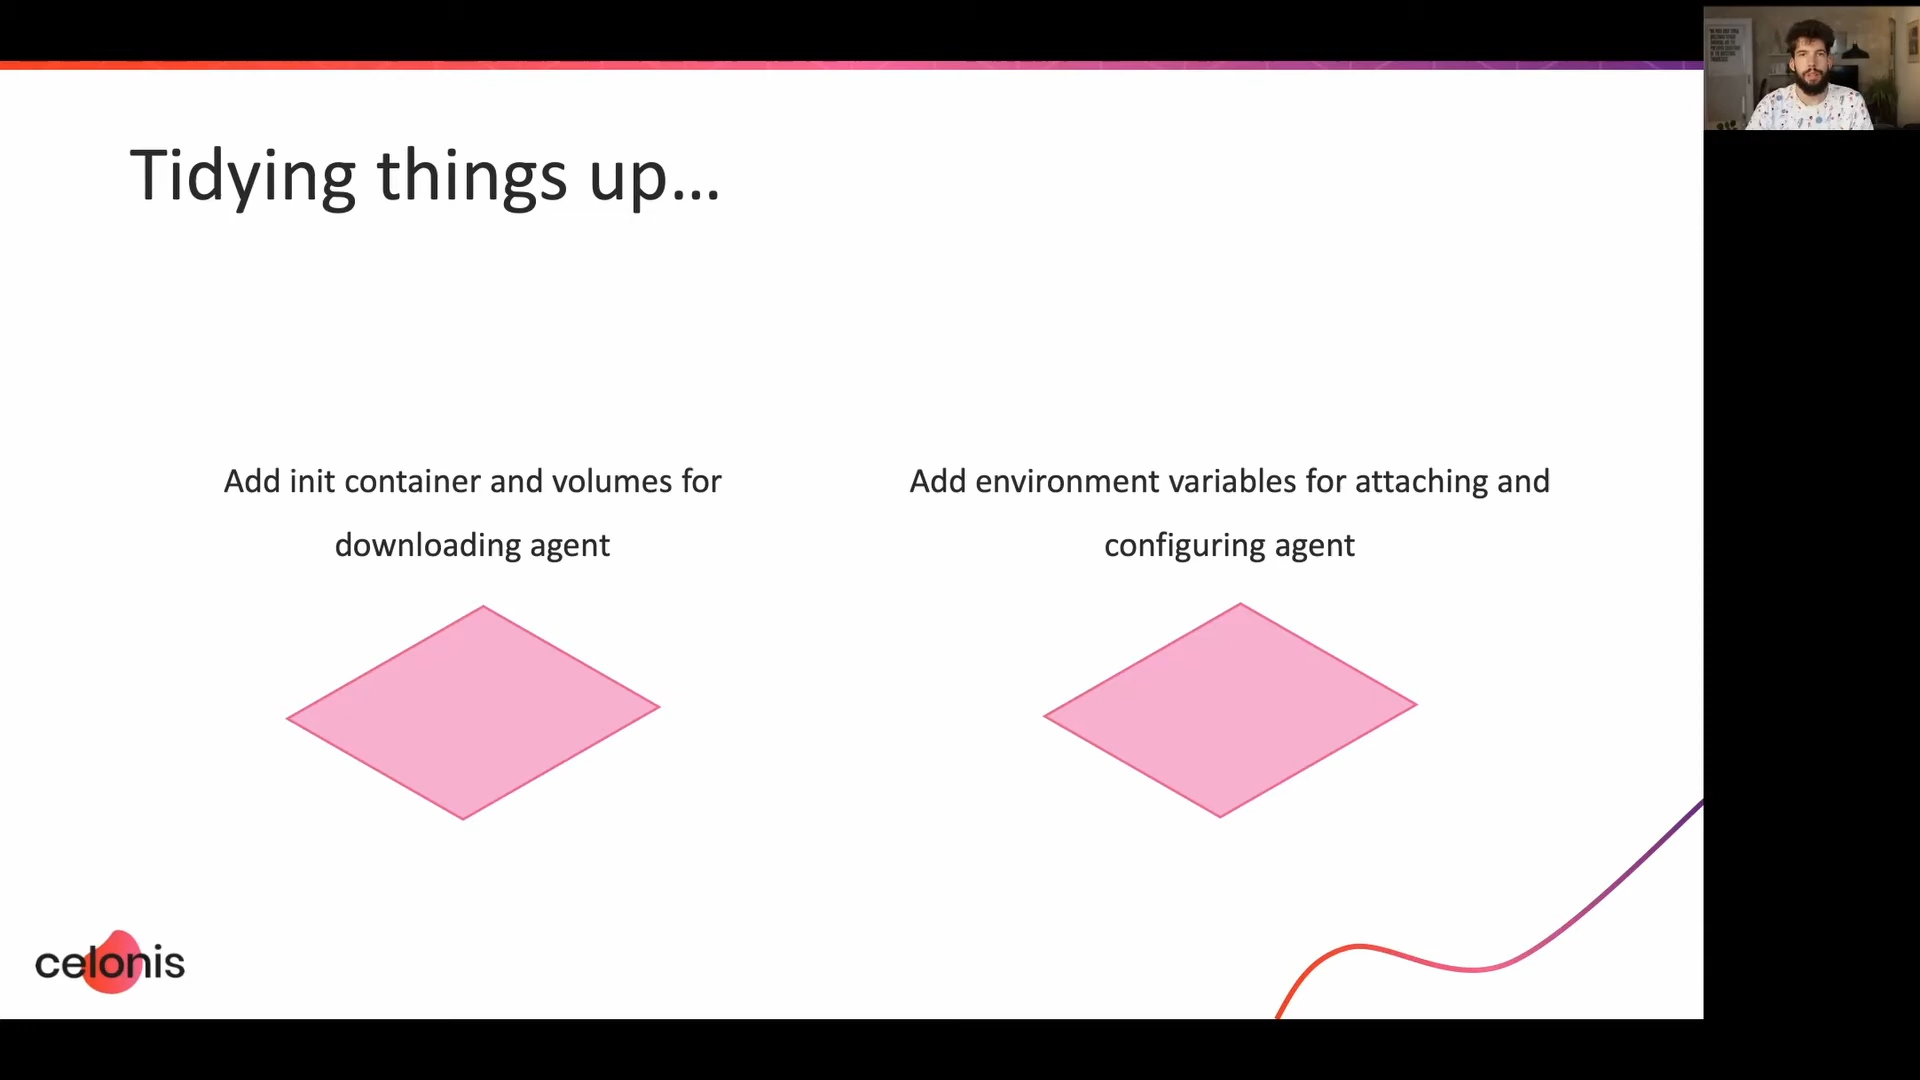 Tidying things up...
Add init container and volumes for
downloading agent
Add environment variables for attaching and
configuring agent
celonis